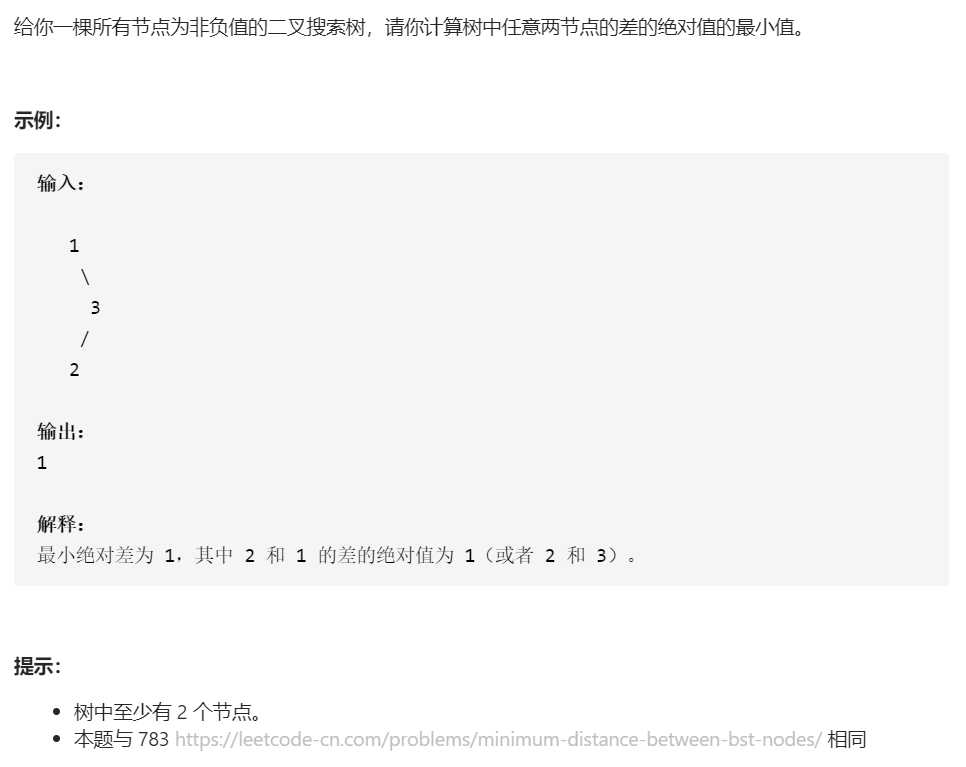 给你一棵所有节点为非负值的二叉搜索树，请你计算树中任意两节点的差的绝对值的最小值。
示例：
输入：
1
\
3
/
2
输出：
1
解释：
最小绝对差为 1，其中 2 和 1 的差的绝对值为 1（或者 2 和 3）。
提示：
• 树中至少有 2 个节点。
• 本题与 783 https://leetcode-cn.com/problems/minimum-distance-between-bst-nodes/ 相同